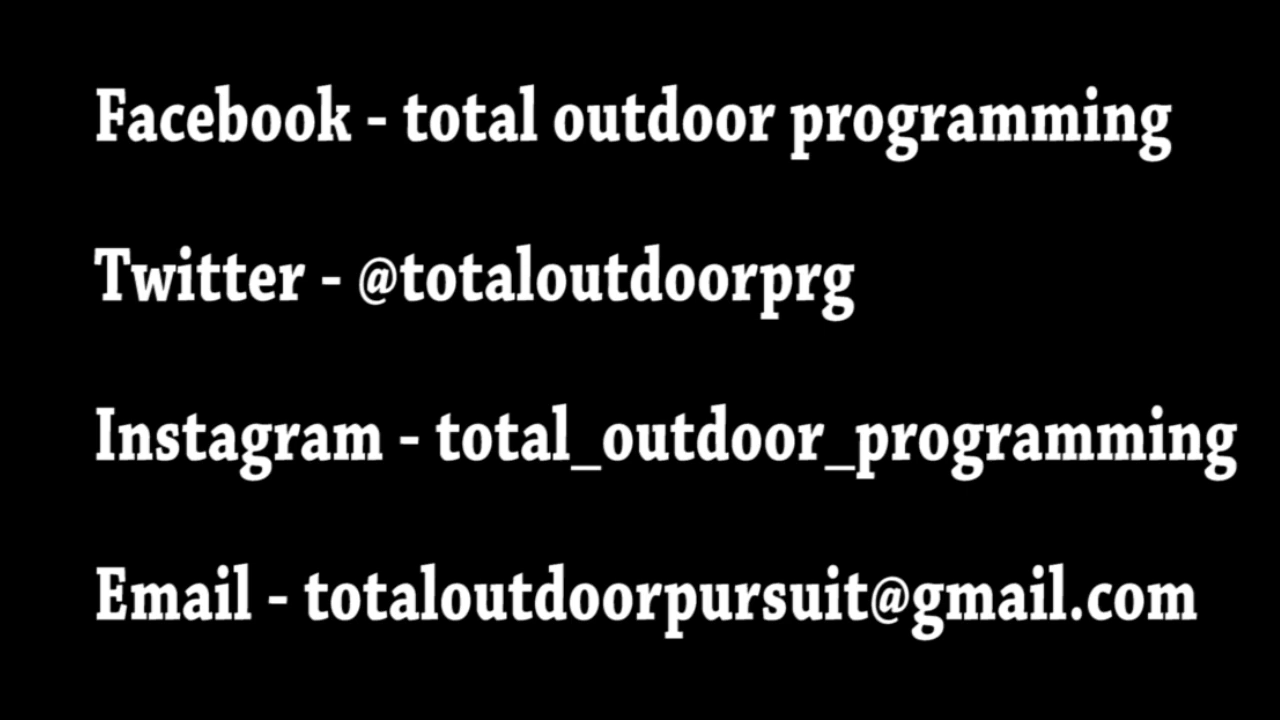 Facebook - total outdoor programming
Twitter - @totaloutdoorprg
Instagram - total_outdoor_programming
Email - totaloutdoorpursuit@gmail.com